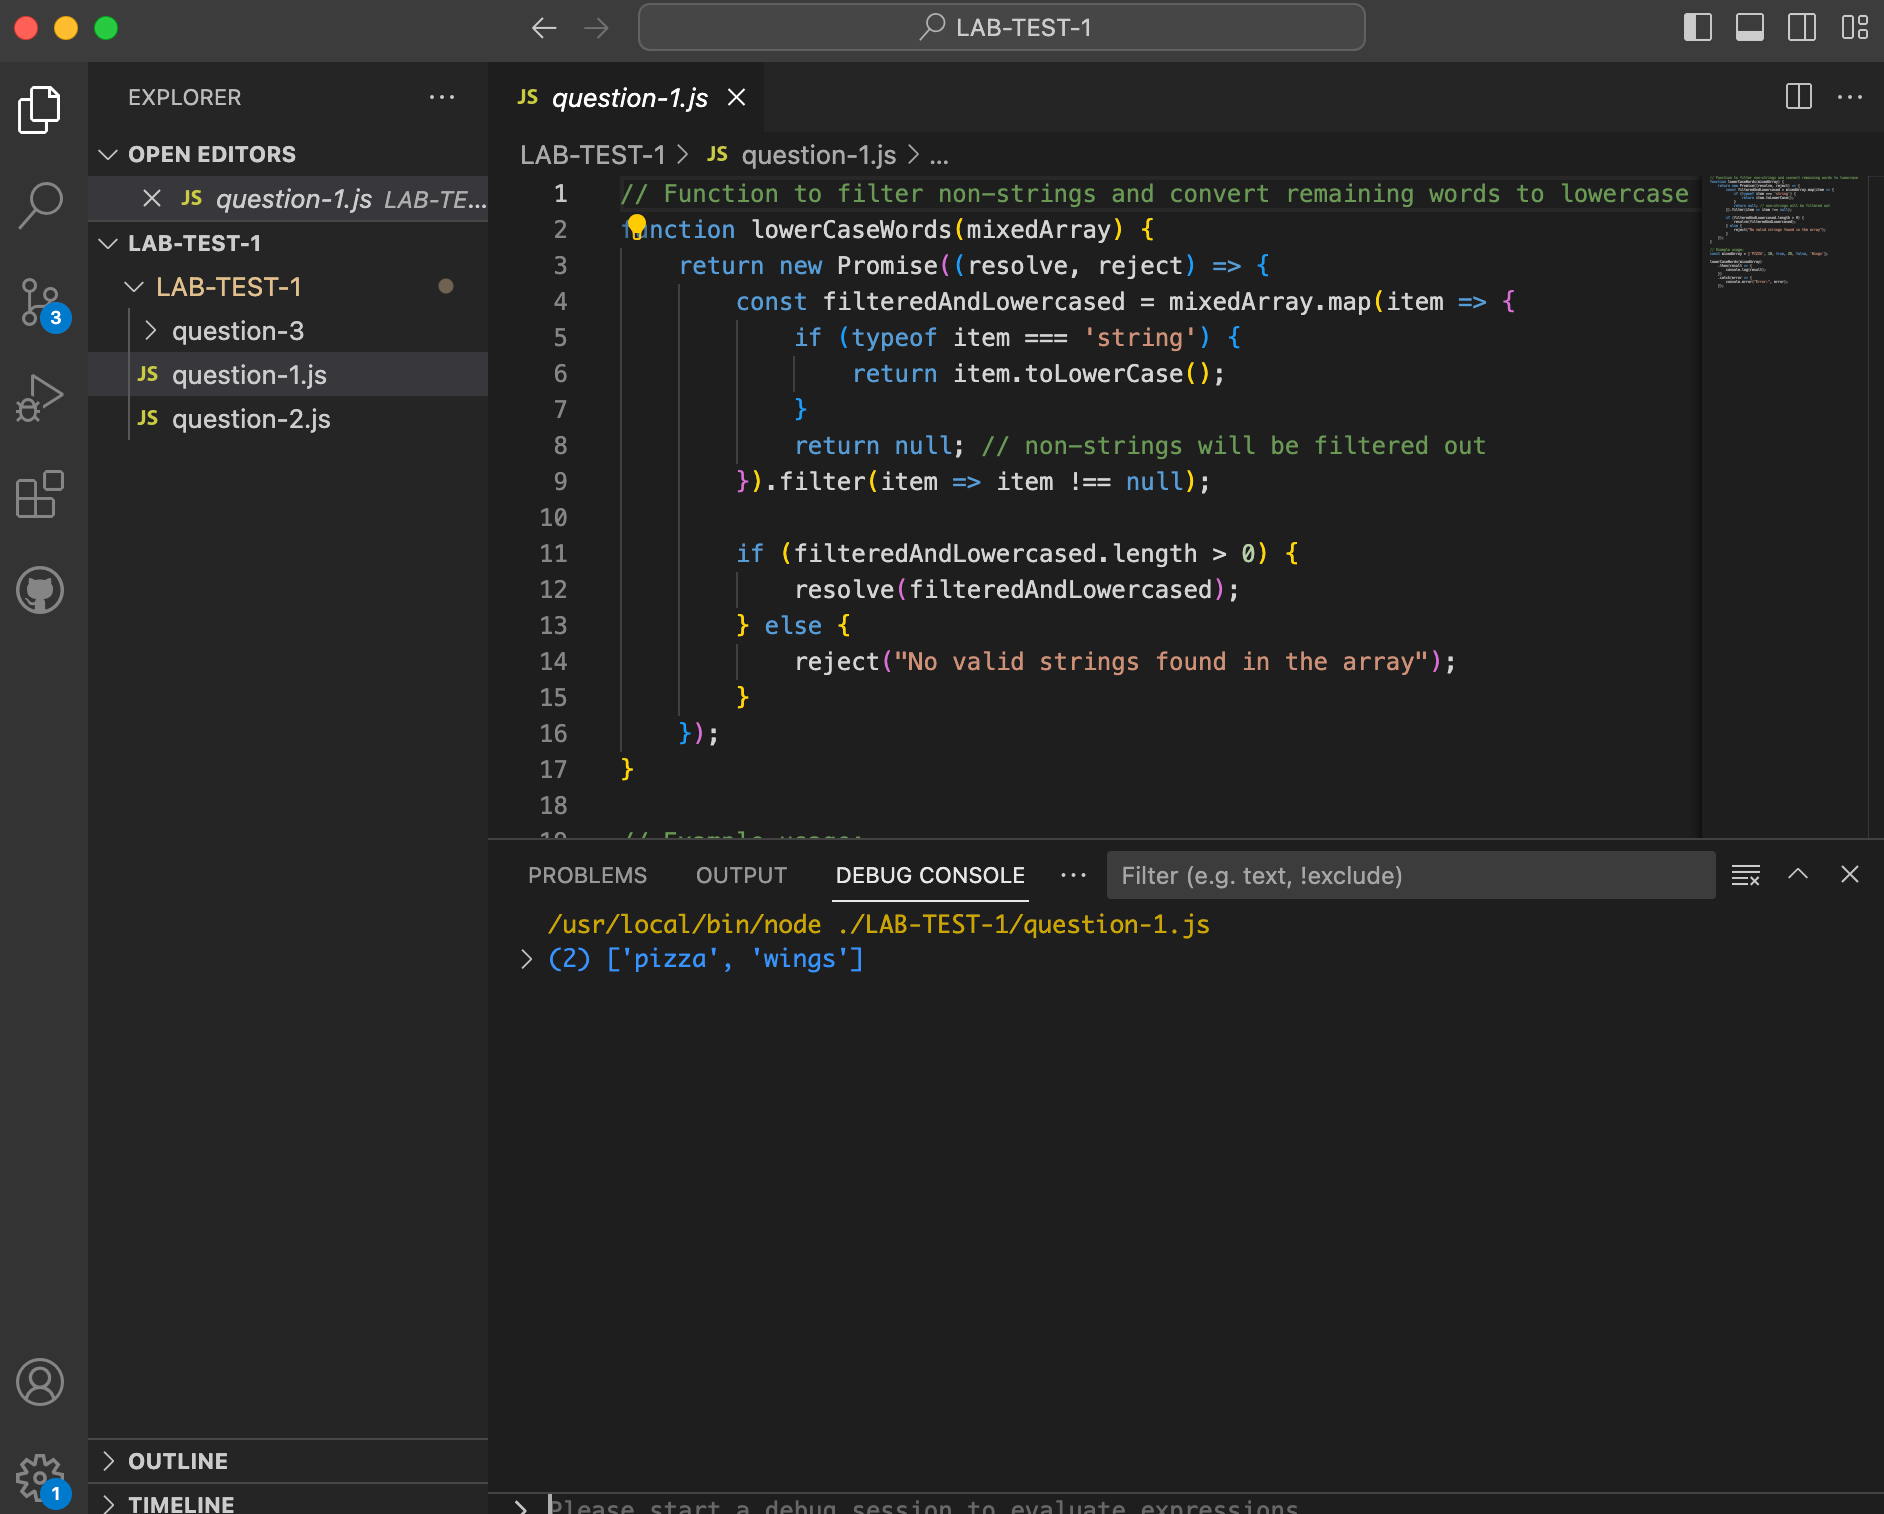 LAB-TEST-1
EXPLORER
OPEN EDITORS
JS question-1.js LAB-TE...
LAB-TEST-1
LAB-TEST-1
question-3
JS question-1.js
JS question-2.js
3
OUTLINE
TIMELINE
1
JS question-1.js
LAB-TEST-1 > JS question-1.js > ...
1 // Function to filter non-strings and convert remaining words to lowercase
2 function lowerCaseWords(mixedArray) {
3 return new Promise((resolve, reject) => {
4 const filteredAndLowercased = mixedArray.map(item => {
5 if (typeof item === 'string') {
6 return item.toLowerCase();
7 }
8 return null; // non-strings will be filtered out
9 }).filter(item => item !== null);
10
11 if (filteredAndLowercased.length > 0) {
12 resolve(filteredAndLowercased);
13 } else {
14 reject("No valid strings found in the array");
15 }
16 });
17 }
18
19 // Example usage:
PROBLEMS OUTPUT DEBUG CONSOLE ... Filter (e.g. text, !exclude)
/usr/local/bin/node ./LAB-TEST-1/question-1.js
> (2) ['pizza', 'wings']
> Please start a debug session to evaluate expressions